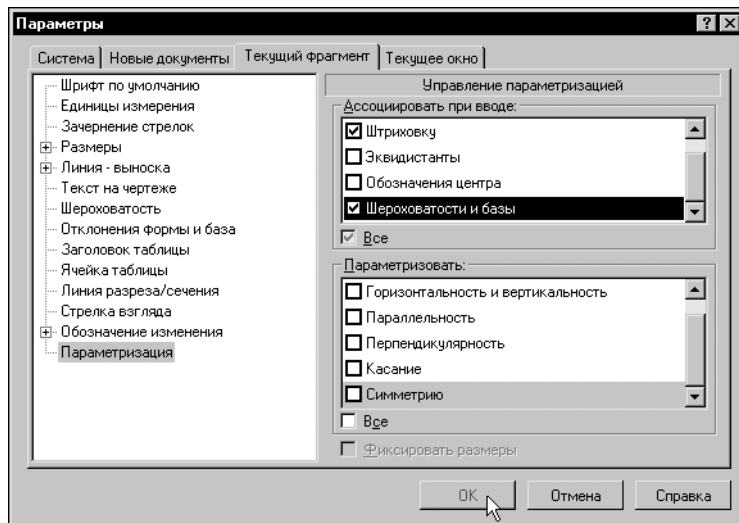 Параметры
Система
Новые документы
Текущий фрагмент
Текущее окно
Шрифт по умолчанию
Единицы измерения
Зачернение стрелок
Размеры
Линия - выноска
Текст на чертеже
Шероховатость
Отклонения формы и база
Заголовок таблицы
Ячейка таблицы
Линия разреза/сечения
Стрелка взгляда
Обозначение изменения
Параметризация
Управление параметризацией
Ассоциировать при вводе:
Штриховку
Эквидистанты
Обозначения центра
Шероховатости и базы
Все
Параметризовать:
Горизонтальность и вертикальность
Параллельность
Перпендикулярность
Касание
Симметрию
Все
Фиксировать размеры
OK
Отмена
Справка